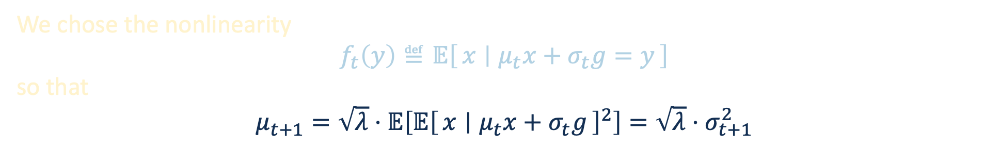 We chose the nonlinearity
f_t(y) ≝ 𝔼[ x | μ_t x + σ_t g = y ]
so that
μ_{t+1} = √λ · 𝔼[𝔼[ x | μ_t x + σ_t g ]²] = √λ · σ²_{t+1}